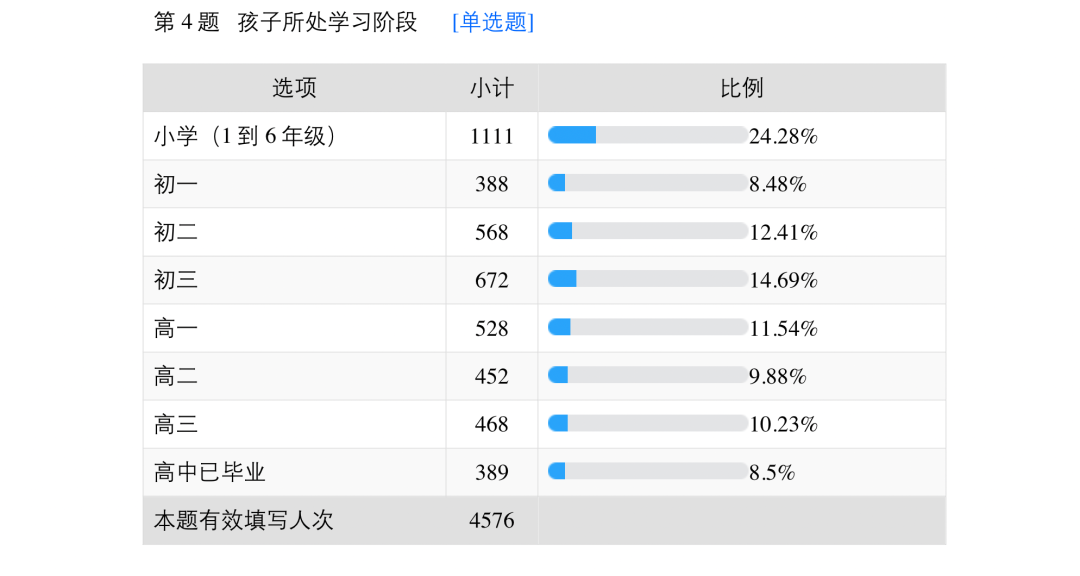 第 4 题 孩子所处学习阶段 [单选题]
选项 小计 比例
小学（1 到 6 年级） 1111 24.28%
初一 388 8.48%
初二 568 12.41%
初三 672 14.69%
高一 528 11.54%
高二 452 9.88%
高三 468 10.23%
高中已毕业 389 8.5%
本题有效填写人次 4576